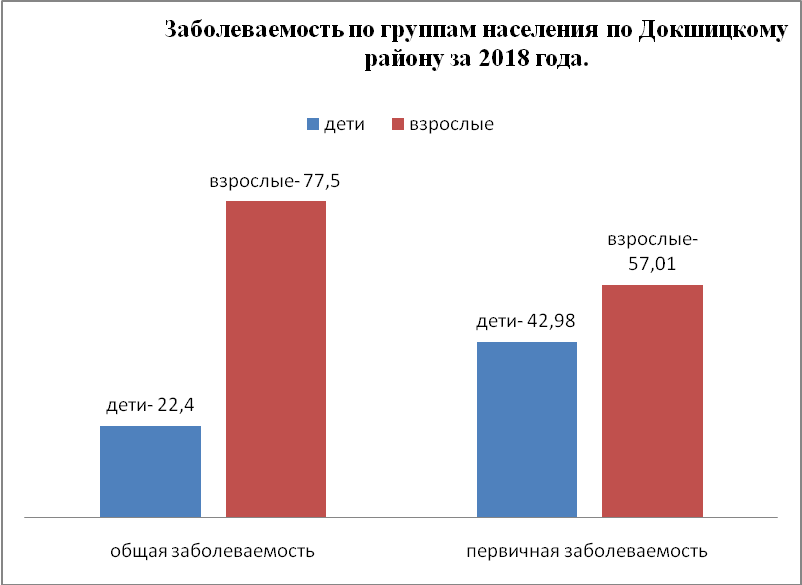 Заболеваемость по группам населения по Докшицкому
району за 2018 года.
дети
взрослые
взрослые- 77,5
взрослые-
57,01
дети- 42,98
дети- 22,4
общая заболеваемость
первичная заболеваемость